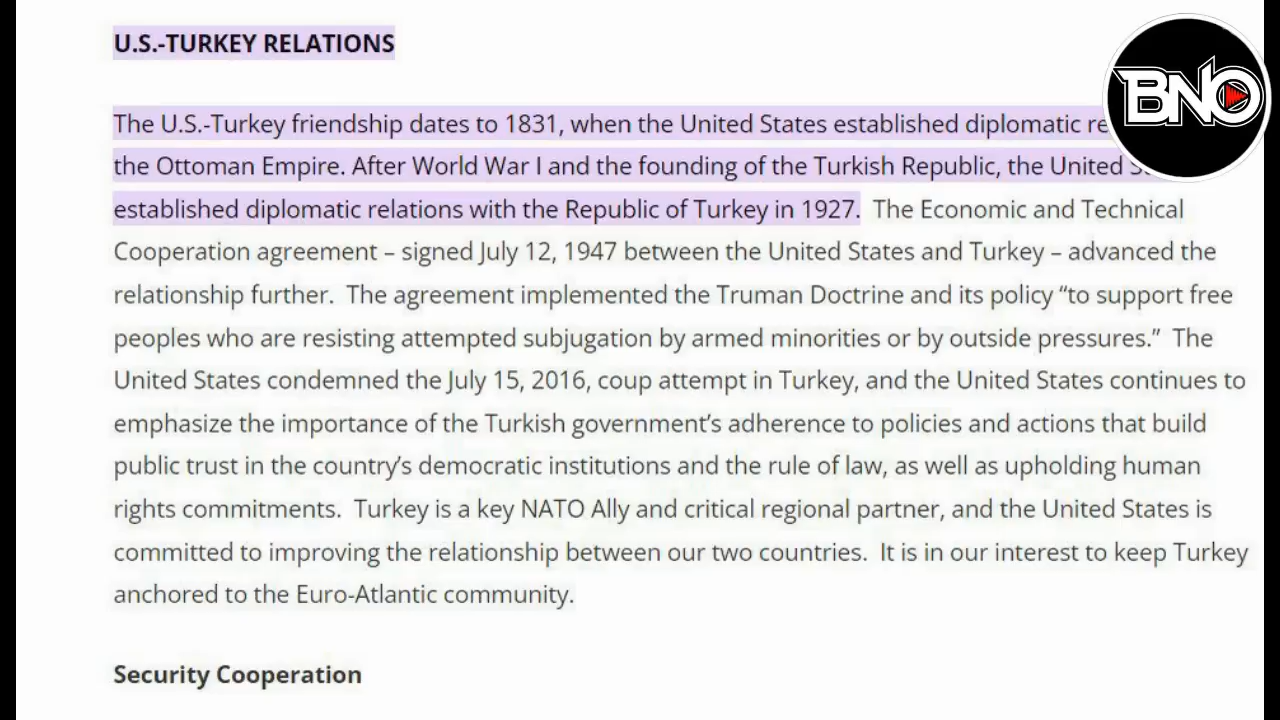 U.S.-TURKEY RELATIONS
BNO
The U.S.-Turkey friendship dates to 1831, when the United States established diplomatic
the Ottoman Empire. After World War I and the founding of the Turkish Republic, the United
established diplomatic relations with the Republic of Turkey in 1927. The Economic and Technical
Cooperation agreement – signed July 12, 1947 between the United States and Turkey – advanced the
relationship further. The agreement implemented the Truman Doctrine and its policy “to support free
peoples who are resisting attempted subjugation by armed minorities or by outside pressures.” The
United States condemned the July 15, 2016, coup attempt in Turkey, and the United States continues to
emphasize the importance of the Turkish government’s adherence to policies and actions that build
public trust in the country’s democratic institutions and the rule of law, as well as upholding human
rights commitments. Turkey is a key NATO Ally and critical regional partner, and the United States is
committed to improving the relationship between our two countries. It is in our interest to keep Turkey
anchored to the Euro-Atlantic community.
Security Cooperation